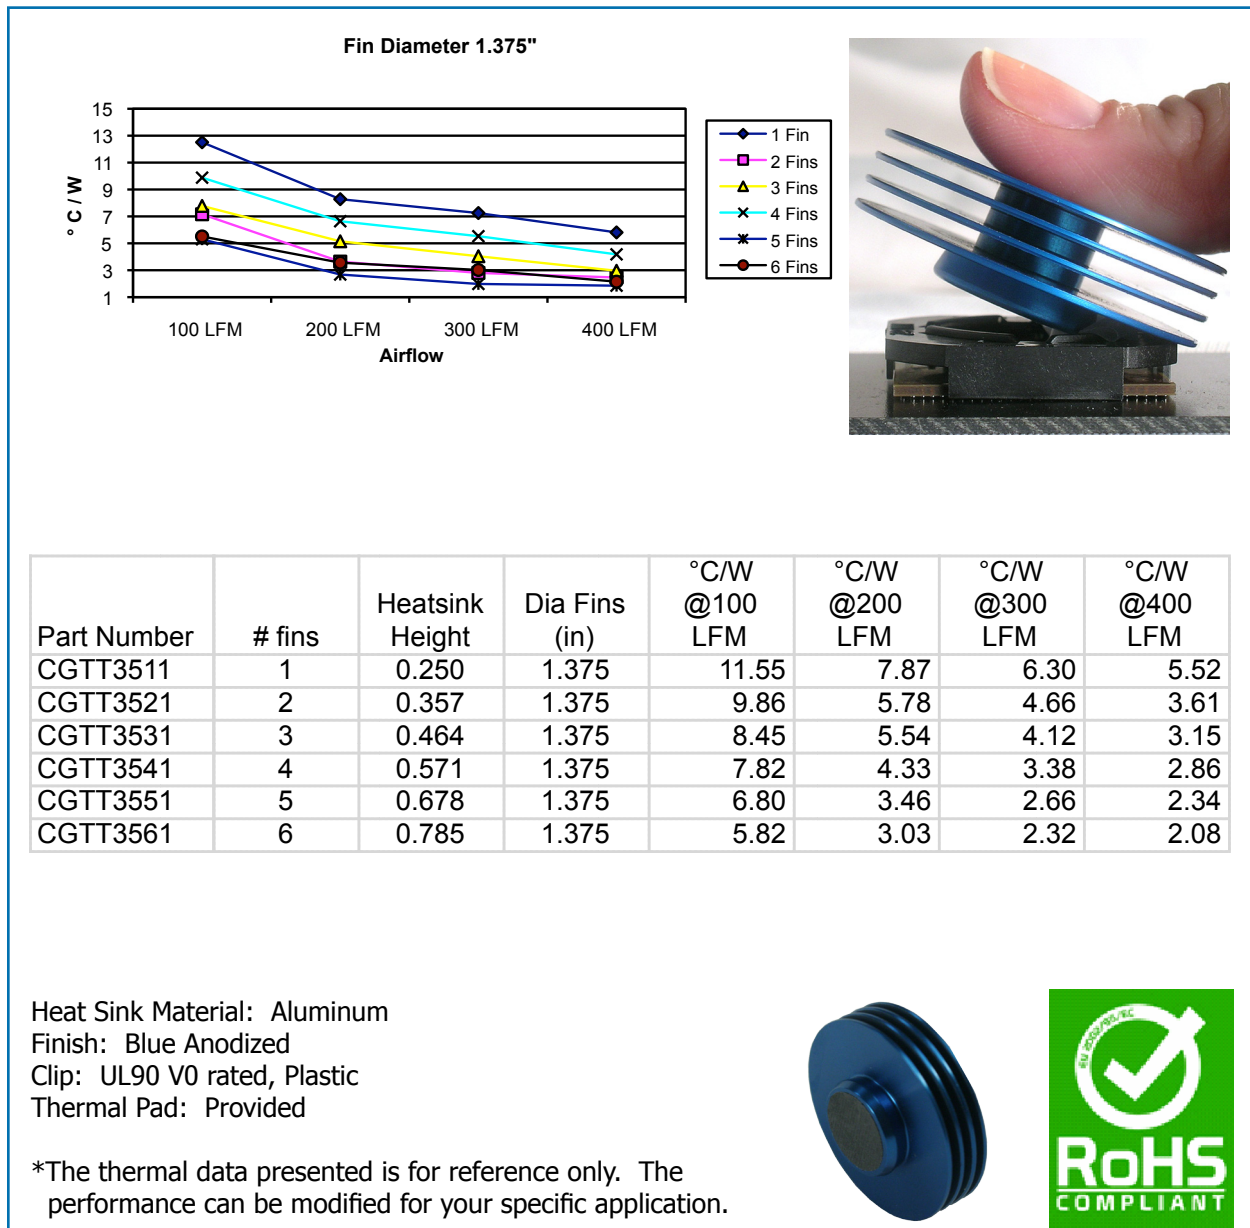 Fin Diameter 1.375"
15
13
11
9
7
5
3
1
° C / W
100 LFM 200 LFM 300 LFM 400 LFM
Airflow
1 Fin
2 Fins
3 Fins
4 Fins
5 Fins
6 Fins
Part Number # fins Heatsink Height Dia Fins (in) °C/W @100 LFM °C/W @200 LFM °C/W @300 LFM °C/W @400 LFM
CGTT3511 1 0.250 1.375 11.55 7.87 6.30 5.52
CGTT3521 2 0.357 1.375 9.86 5.78 4.66 3.61
CGTT3531 3 0.464 1.375 8.45 5.54 4.12 3.15
CGTT3541 4 0.571 1.375 7.82 4.33 3.38 2.86
CGTT3551 5 0.678 1.375 6.80 3.46 2.66 2.34
CGTT3561 6 0.785 1.375 5.82 3.03 2.32 2.08
Heat Sink Material: Aluminum
Finish: Blue Anodized
Clip: UL90 V0 rated, Plastic
Thermal Pad: Provided
*The thermal data presented is for reference only. The
performance can be modified for your specific application.
EU 2002/95/EC
RoHS
COMPLIANT